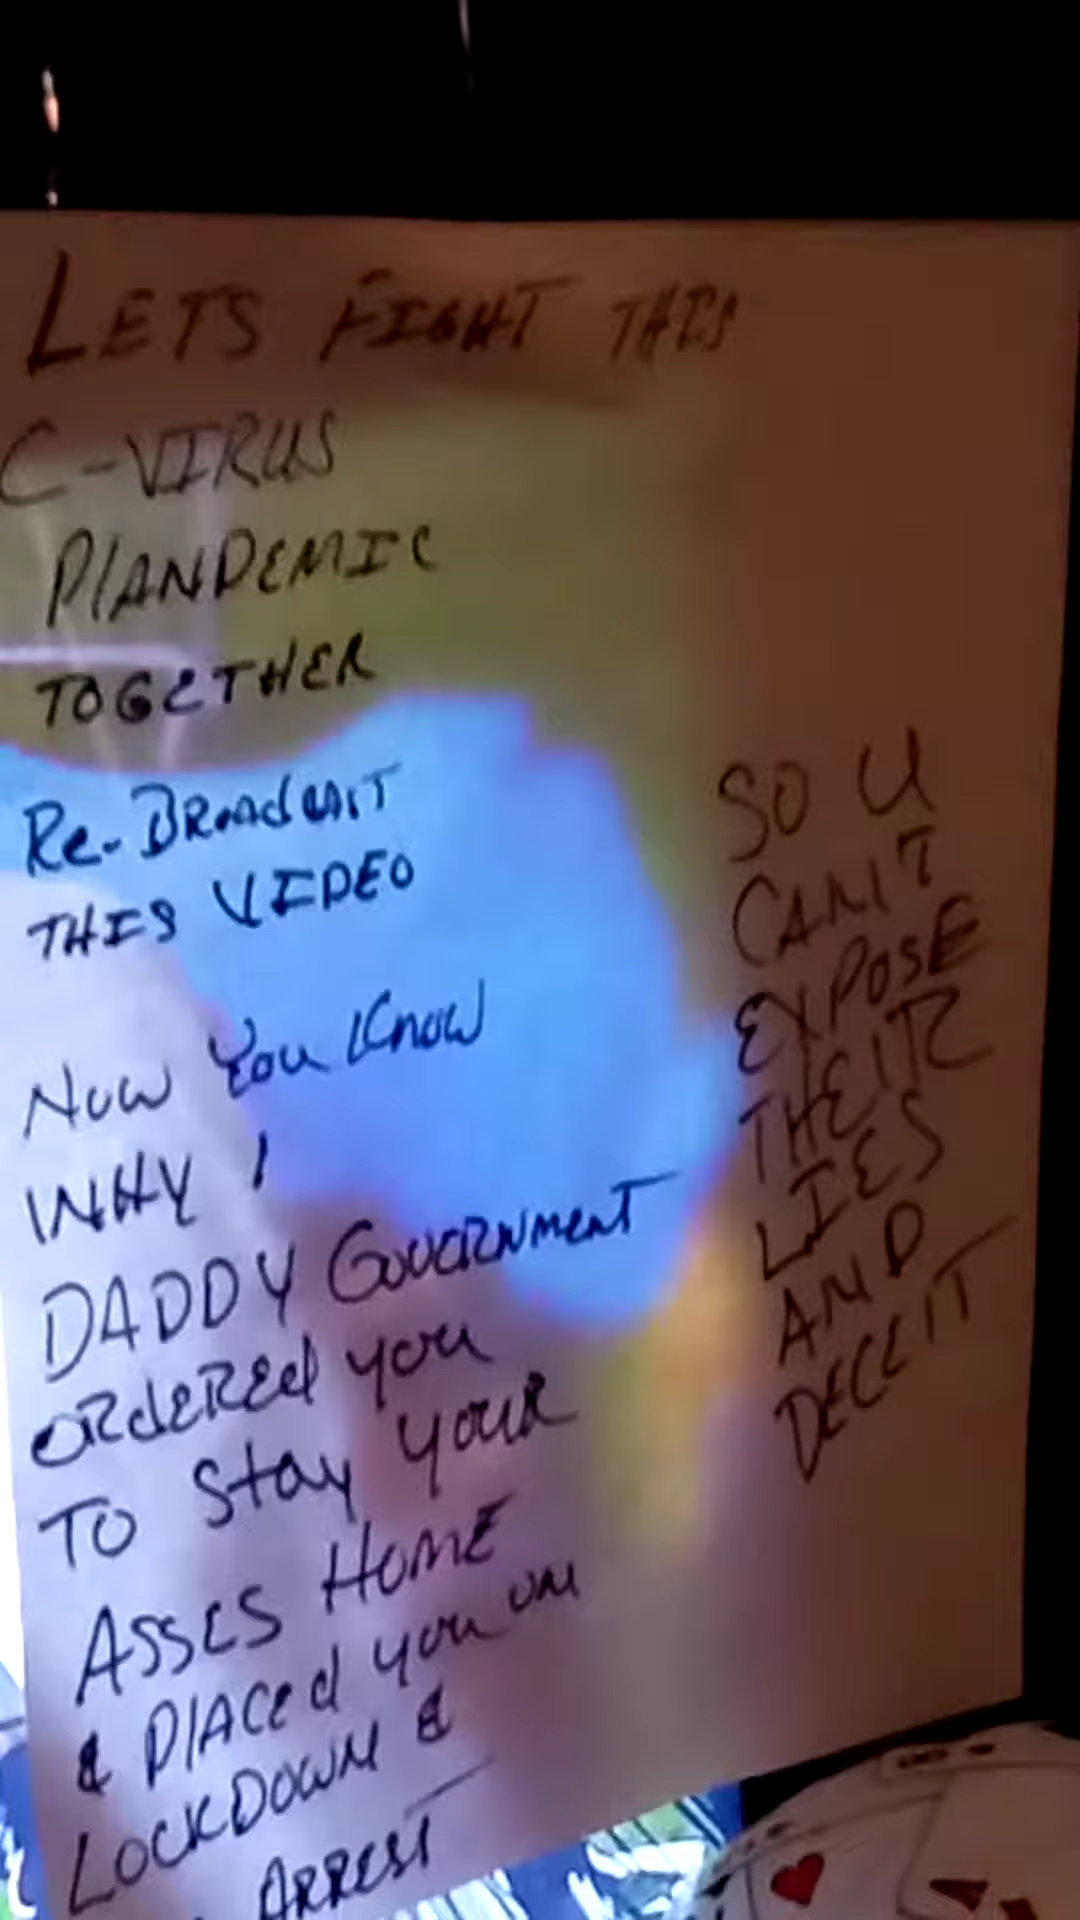 LETS FIGHT THIS
C-VIRUS
PlANDEMIC
TOGETHER
Re-BROADCAST
THIS VIDEO
NOW You KNOW
WHY !
DADDY GOVERNMENT
ORdERED you
TO Stay YOUR
ASSES HOME
& PlACEd you ON
LOCKDOWN &
ARREST
SO U
CAN'T
EXPOSE
THEIR
LIES
AND
DECEIT